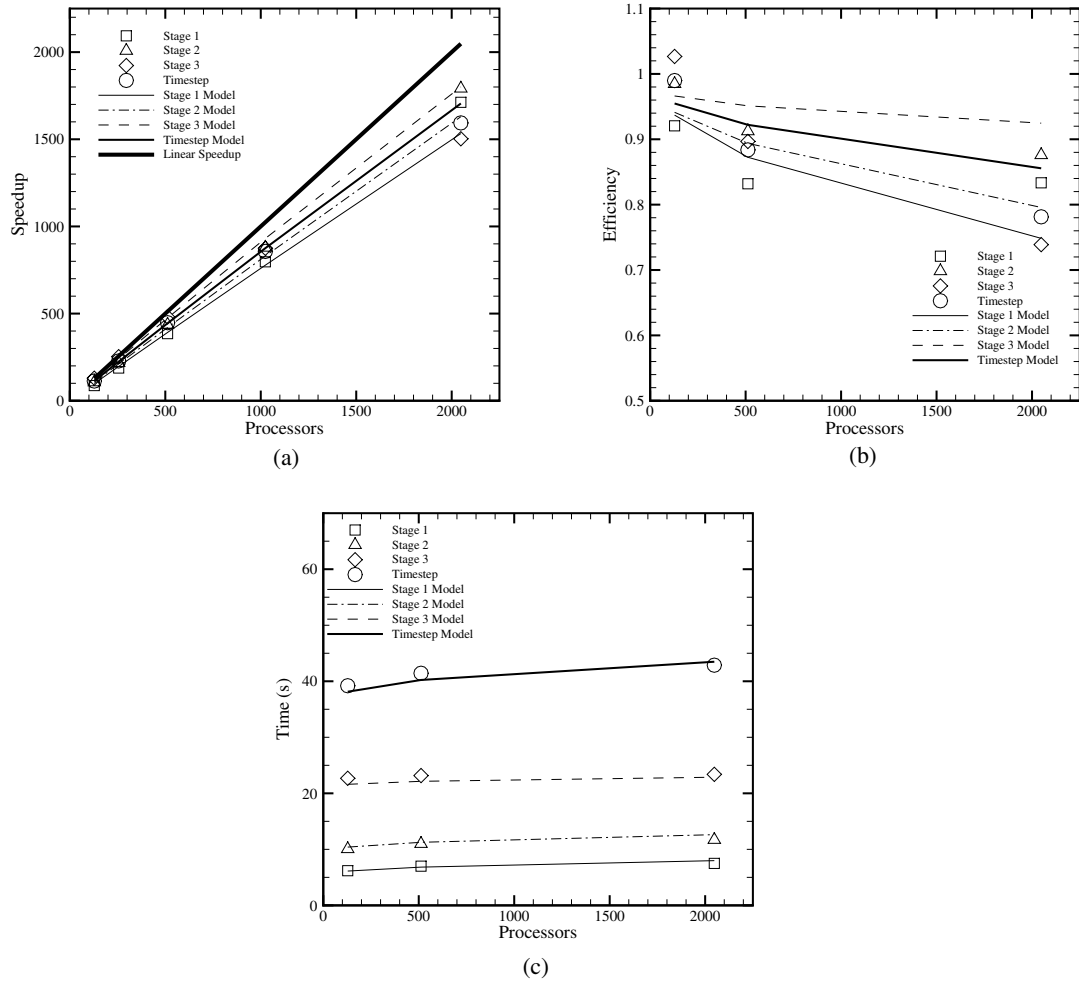 2000
1500
1000
500
0
Speedup
Stage 1
Stage 2
Stage 3
Timestep
Stage 1 Model
Stage 2 Model
Stage 3 Model
Timestep Model
Linear Speedup
0 500 1000 1500 2000
Processors
(a)
1.1
1
0.9
0.8
0.7
0.6
0.5
Efficiency
Stage 1
Stage 2
Stage 3
Timestep
Stage 1 Model
Stage 2 Model
Stage 3 Model
Timestep Model
0 500 1000 1500 2000
Processors
(b)
60
40
20
0
Time (s)
Stage 1
Stage 2
Stage 3
Timestep
Stage 1 Model
Stage 2 Model
Stage 3 Model
Timestep Model
0 500 1000 1500 2000
Processors
(c)